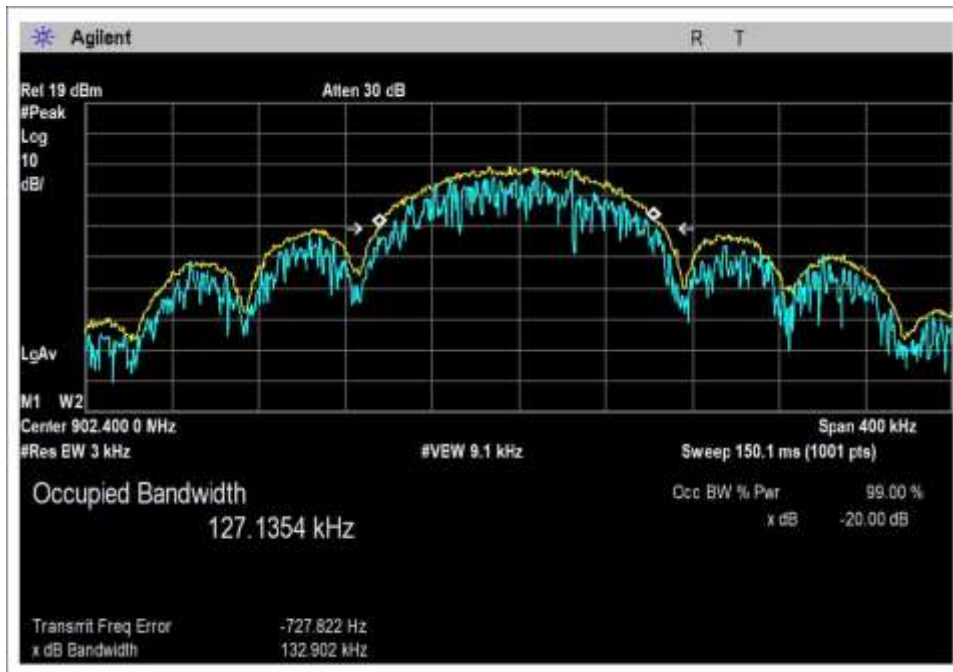 Agilent R T
Ref 19 dBm Atten 30 dB
#Peak
Log
10
dB/
LgAv
M1 W2
Center 902.400 0 MHz Span 400 kHz
#Res BW 3 kHz #VBW 9.1 kHz Sweep 150.1 ms (1001 pts)
Occupied Bandwidth Occ BW % Pwr 99.00 %
127.1354 kHz x dB -20.00 dB
Transmit Freq Error -727.822 Hz
x dB Bandwidth 132.902 kHz